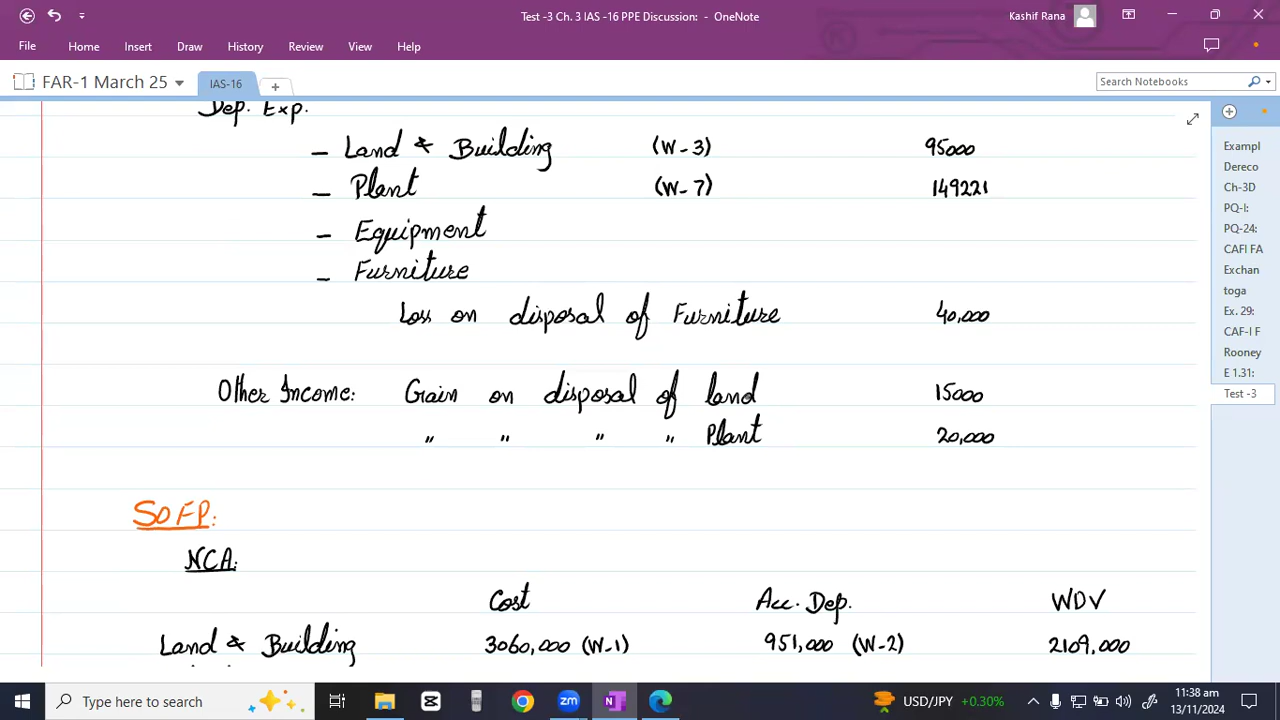 Test -3 Ch. 3 IAS -16 PPE Discussion: - OneNote
Kashif Rana
File Home Insert Draw History Review View Help
FAR-1 March 25
IAS-16
Search Notebooks
Dep. Exp.
- Land & Building (W-3) 95000
- Plant (W-7) 149221
- Equipment
- Furniture
Loss on disposal of Furniture 40,000
Other Income: Gain on disposal of land 15000
" " " " Plant 20,000
SOFP:
NCA:
Cost Acc. Dep. WDV
Land & Building 3060,000 (W-1) 951,000 (W-2) 2109,000
Exampl
Dereco
Ch-3D
PQ-I:
PQ-24:
CAFI FA
Exchan
toga
Ex. 29:
CAF-I F
Rooney
E 1.31:
Test -3
Type here to search
USD/JPY +0.30%
11:38 am
13/11/2024